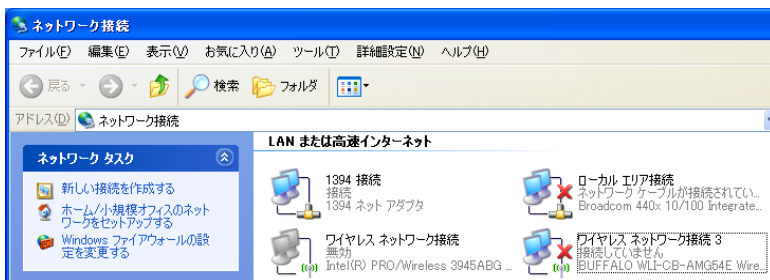 ネットワーク接続
ファイル(F) 編集(E) 表示(V) お気に入り(A) ツール(T) 詳細設定(N) ヘルプ(H)
戻る 検索 フォルダ
アドレス(D) ネットワーク接続
ネットワーク タスク
新しい接続を作成する
ホーム/小規模オフィスのネット
ワークをセットアップする
Windows ファイアウォールの設
定を変更する
LAN または高速インターネット
1394 接続
接続
1394 ネット アダプタ
ローカル エリア接続
ネットワーク ケーブルが接続されてい...
Broadcom 440x 10/100 Integrate...
ワイヤレス ネットワーク接続
無効
Intel(R) PRO/Wireless 3945ABG ...
ワイヤレス ネットワーク接続 3
接続していません
BUFFALO WLI-CB-AMG54E Wire...